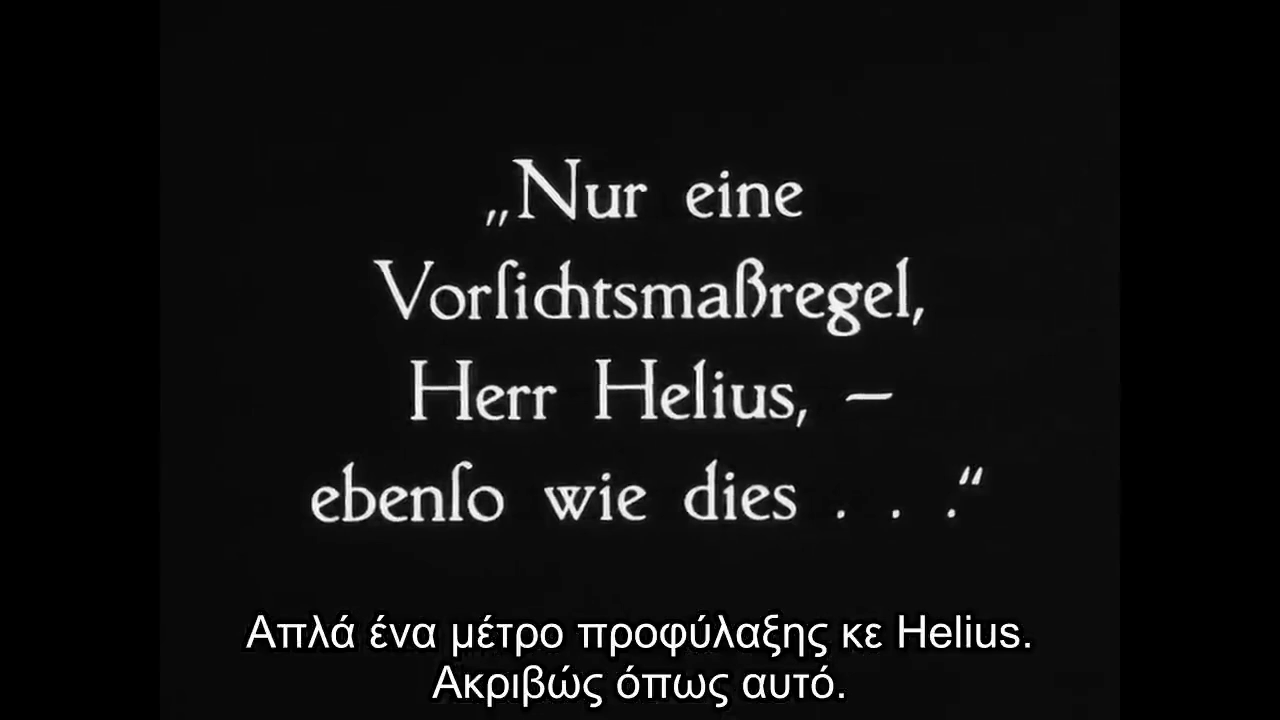 „Nur eine
Vorſichtsmaßregel,
Herr Helius, –
ebenſo wie dies . . .“
Απλά ένα μέτρο προφύλαξης κε Helius.
Ακριβώς όπως αυτό.